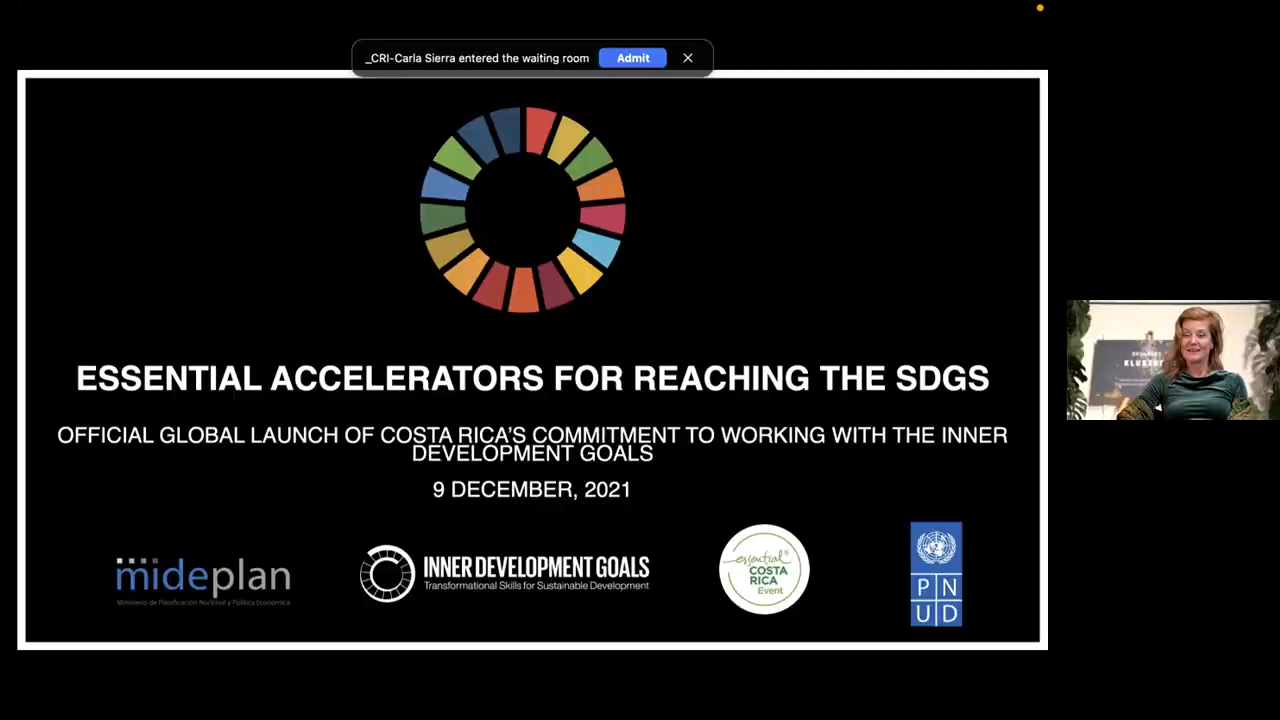 _CRI-Carla Sierra entered the waiting room Admit
ESSENTIAL ACCELERATORS FOR REACHING THE SDGS
OFFICIAL GLOBAL LAUNCH OF COSTA RICA'S COMMITMENT TO WORKING WITH THE INNER
DEVELOPMENT GOALS
9 DECEMBER, 2021
mideplan
Ministerio de Planificación Nacional y Política Económica
INNER DEVELOPMENT GOALS
Transformational Skills for Sustainable Development
essential
COSTA
RICA
Event
P N
U D